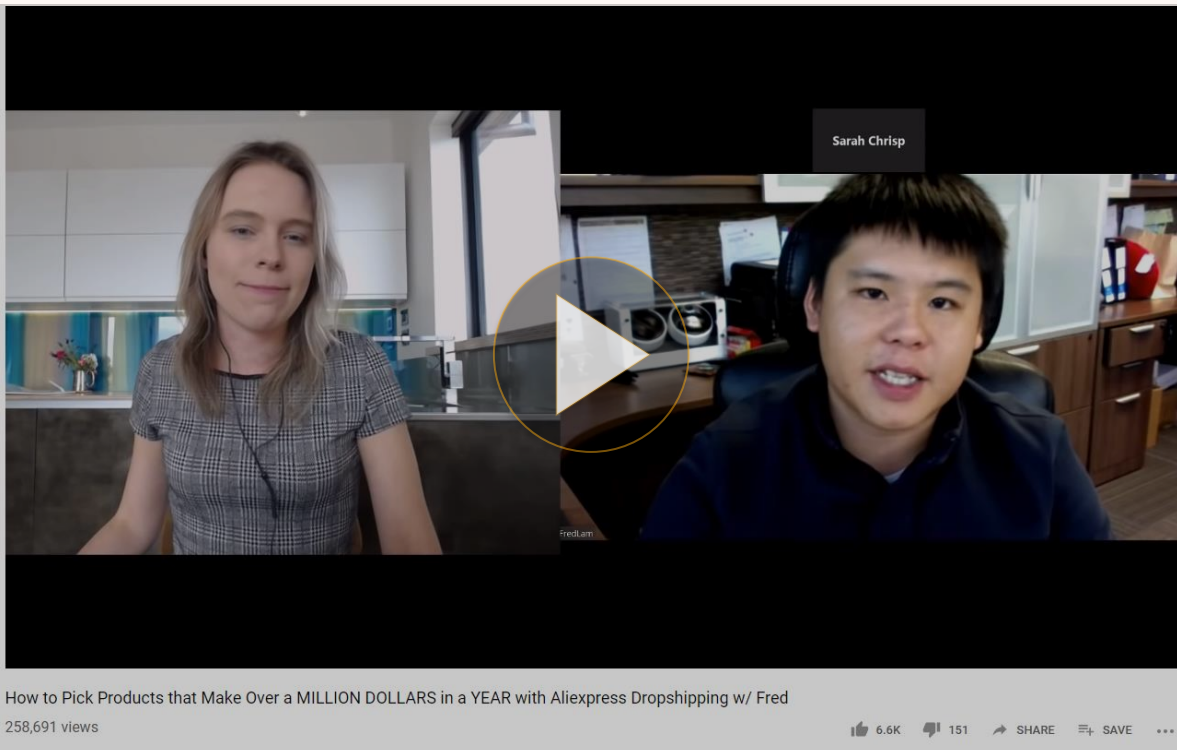 Sarah Chrisp
FredLam
How to Pick Products that Make Over a MILLION DOLLARS in a YEAR with Aliexpress Dropshipping w/ Fred
258,691 views
6.6K 151 SHARE SAVE